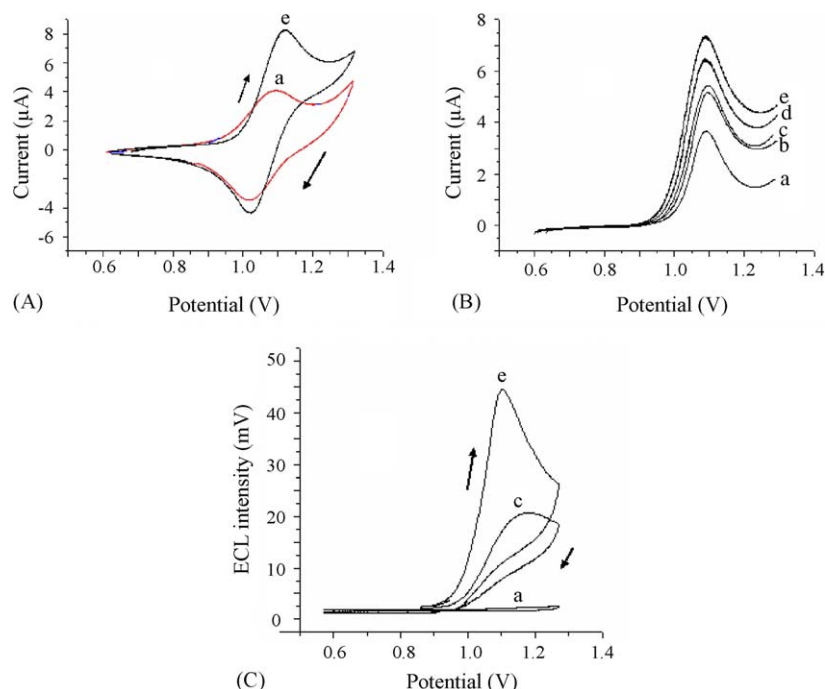 8
6
4
2
0
-4
-6
Current (µA)
e
a
0.6
0.8
1.0
1.2
1.4
(A)
Potential (V)
8
6
4
2
0
Current (µA)
e
d
c
b
a
0.6
0.8
1.0
1.2
1.4
(B)
Potential (V)
50
40
30
20
10
0
ECL intensity (mV)
e
c
a
0.6
0.8
1.0
1.2
1.4
(C)
Potential (V)